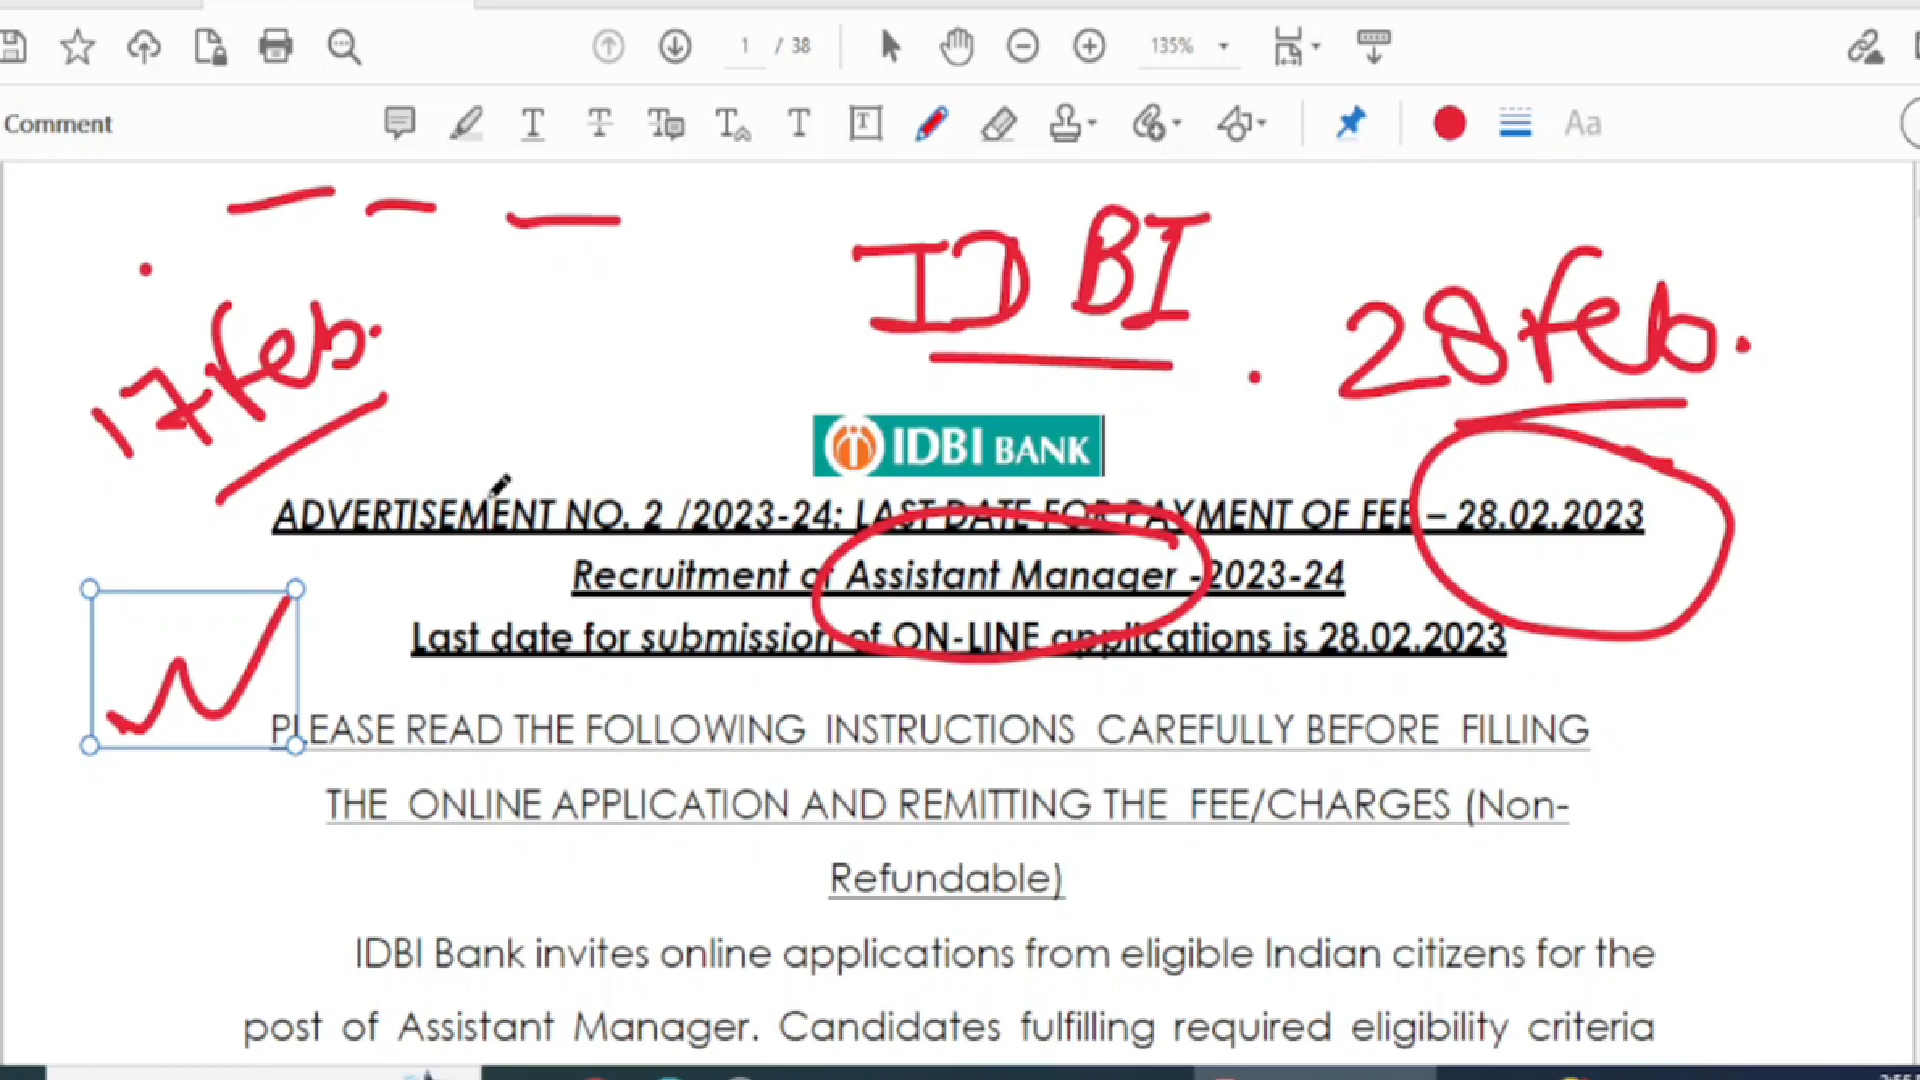 1 / 38
135%
Comment
T T T T T T Aa
IDBI
17 Feb.
28 Feb.
IDBI BANK
ADVERTISEMENT NO. 2 /2023-24: LAST DATE FOR PAYMENT OF FEE – 28.02.2023
Recruitment of Assistant Manager -2023-24
Last date for submission of ON-LINE applications is 28.02.2023
PLEASE READ THE FOLLOWING INSTRUCTIONS CAREFULLY BEFORE FILLING
THE ONLINE APPLICATION AND REMITTING THE FEE/CHARGES (Non-
Refundable)
IDBI Bank invites online applications from eligible Indian citizens for the
post of Assistant Manager. Candidates fulfilling required eligibility criteria